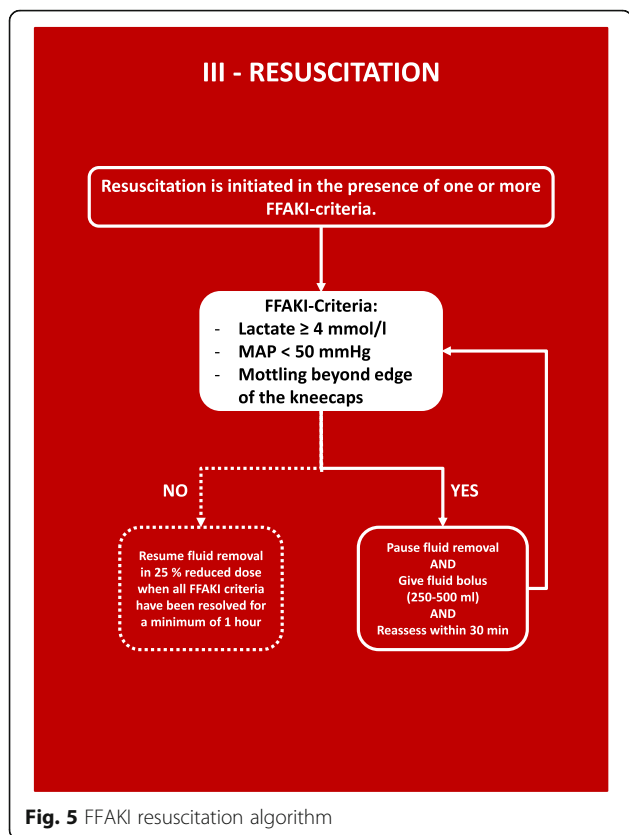 III - RESUSCITATION
Resuscitation is initiated in the presence of one or more
FFAKI-criteria.
FFAKI-Criteria:
- Lactate ≥ 4 mmol/l
- MAP < 50 mmHg
- Mottling beyond edge
of the kneecaps
NO
YES
Resume fluid removal
in 25 % reduced dose
when all FFAKI criteria
have been resolved for
a minimum of 1 hour
Pause fluid removal
AND
Give fluid bolus
(250-500 ml)
AND
Reassess within 30 min
Fig. 5 FFAKI resuscitation algorithm